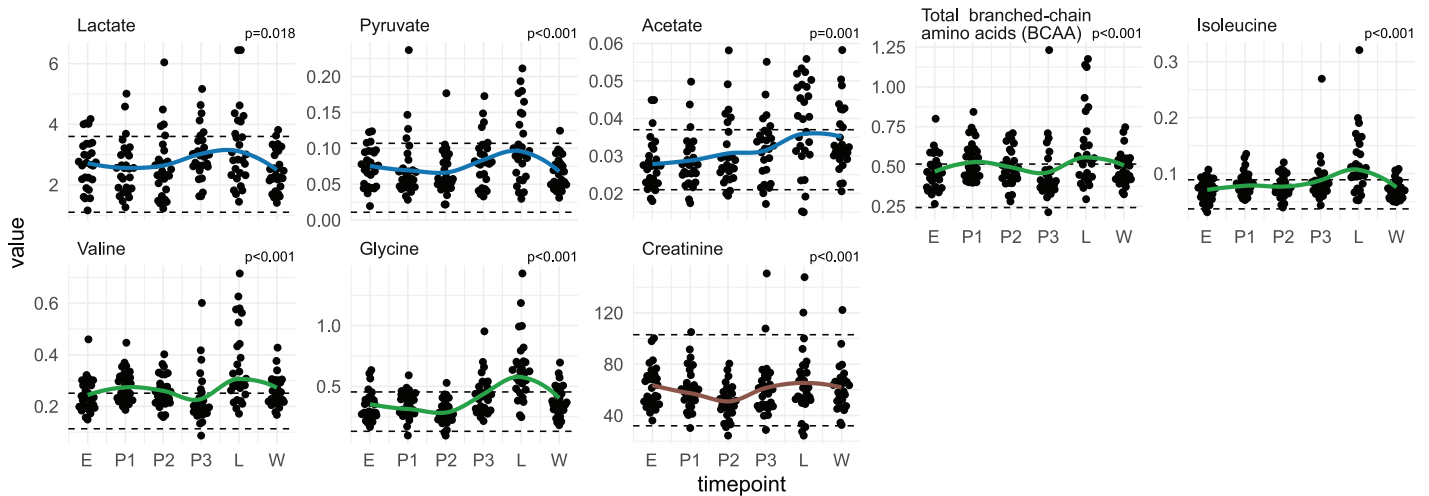 Lactate
p=0.018
6
4
2
Pyruvate
p<0.001
0.20
0.15
0.10
0.05
0.00
Acetate
p=0.001
0.06
0.05
0.04
0.03
0.02
Total branched-chain
amino acids (BCAA)
p<0.001
1.25
1.00
0.75
0.50
0.25
E P1 P2 P3 L W
Isoleucine
p<0.001
0.3
0.2
0.1
E P1 P2 P3 L W
value
Valine
p<0.001
0.6
0.4
0.2
E P1 P2 P3 L W
Glycine
p<0.001
1.0
0.5
E P1 P2 P3 L W
Creatinine
p<0.001
120
80
40
E P1 P2 P3 L W
timepoint